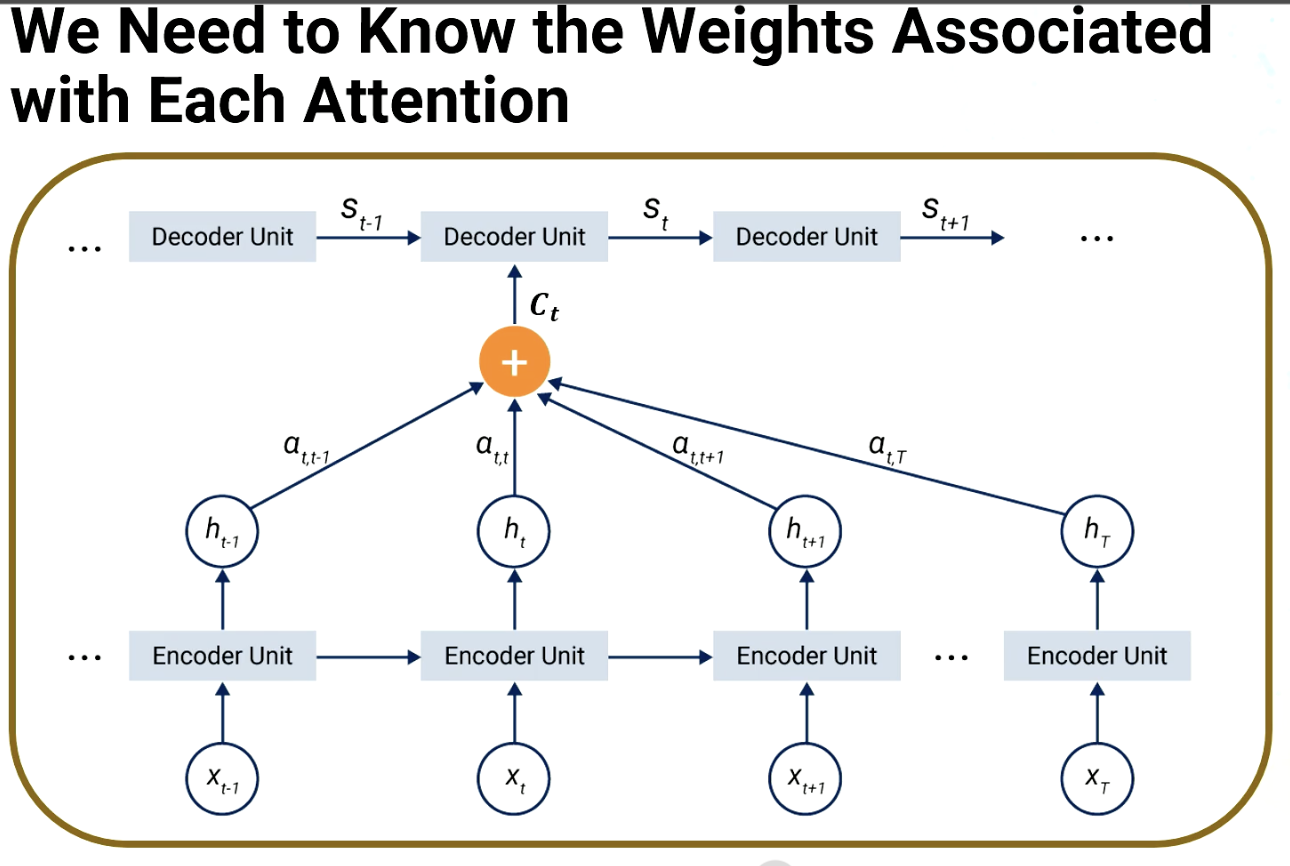 We Need to Know the Weights Associated
with Each Attention
... Decoder Unit S_{t-1} Decoder Unit S_t Decoder Unit S_{t+1} ...
C_t
+
a_{t,t-1} a_{t,t} a_{t,t+1} a_{t,T}
h_{t-1} h_t h_{t+1} h_T
... Encoder Unit Encoder Unit Encoder Unit ... Encoder Unit
x_{t-1} x_t x_{t+1} x_T